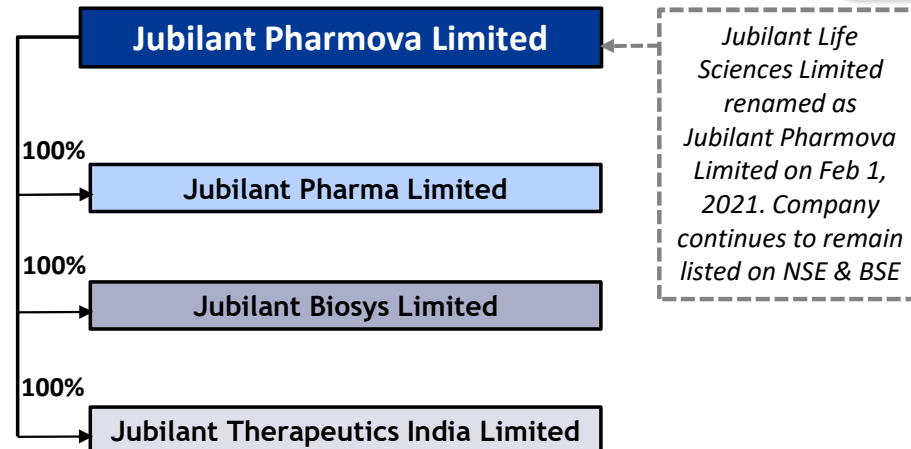 Jubilant Pharmova Limited
Jubilant Life
Sciences Limited
renamed as
Jubilant Pharmova
Limited on Feb 1,
2021. Company
continues to remain
listed on NSE & BSE
100%
Jubilant Pharma Limited
100%
Jubilant Biosys Limited
100%
Jubilant Therapeutics India Limited